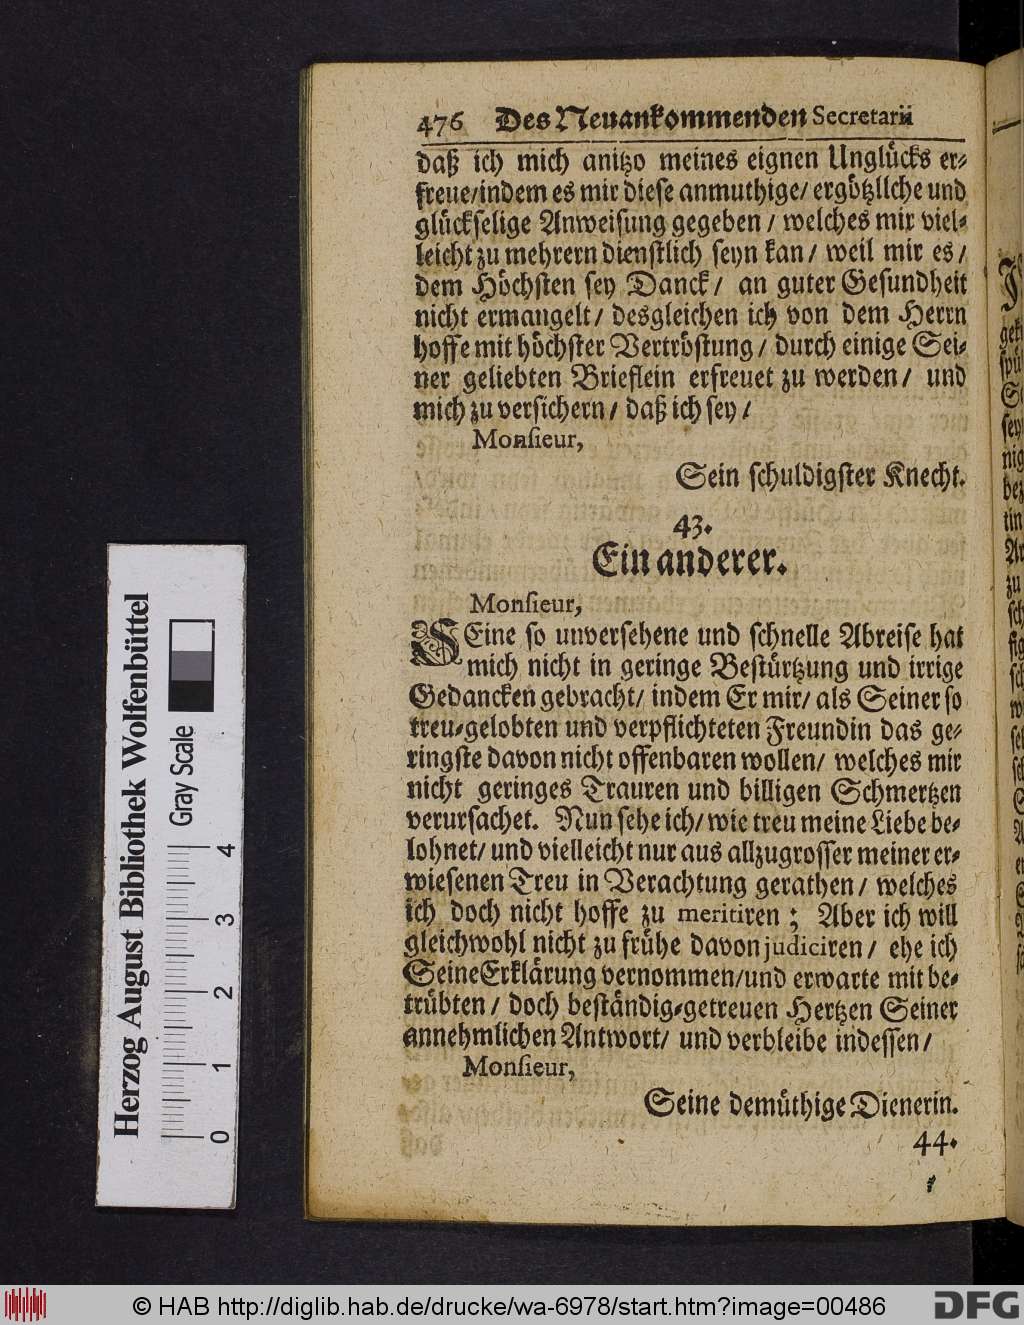 476 Des Neuankommenden Secretarii
daß ich mich anitzo meines eignen Unglücks er-
freue/indem es mir diese anmuthige/ ergötzliche und
glückselige Anweisung gegeben / welches mir viel-
leicht zu mehrern dienstlich seyn kan/ weil mir es/
dem Höchsten sey Danck/ an guter Gesundheit
nicht ermangelt/ desgleichen ich von dem Herrn
hoffe mit höchster Vertröstung / durch einige Sei-
ner geliebten Brieflein erfreuet zu werden/ und
mich zu versichern/ daß ich sey/
Monsieur,
Sein schuldigster Knecht.
43.
Ein anderer.
Monsieur,
SEine so unversehene und schnelle Abreise hat
mich nicht in geringe Bestürtzung und irrige
Gedancken gebracht/ indem Er mir/ als Seiner so
treu-gelobten und verpflichteten Freundin das ge-
ringste davon nicht offenbaren wollen/ welches mir
nicht geringes Trauren und billigen Schmertzen
verursachet. Nun sehe ich/ wie treu meine Liebe be-
lohnet/ und vielleicht nur aus allzugrosser meiner er-
wiesenen Treu in Verachtung gerathen/ welches
ich doch nicht hoffe zu meritiren; Aber ich will
gleichwohl nicht zu frühe davon judiciren/ ehe ich
Seine Erklärung vernommen/und erwarte mit be-
trübten/ doch beständig-getreuen Hertzen Seiner
annehmlichen Antwort/ und verbleibe indessen/
Monsieur,
Seine demüthige Dienerin.
44.
Herzog August Bibliothek Wolfenbüttel
Gray Scale
0 1 2 3 4
© HAB http://diglib.hab.de/drucke/wa-6978/start.htm?image=00486
DFG